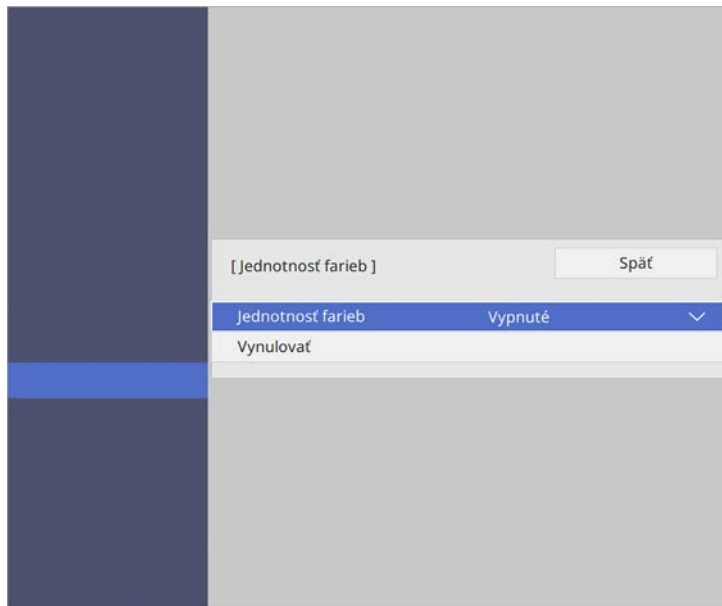 [ Jednotnosť farieb ] Späť
Jednotnosť farieb Vypnuté
Vynulovať